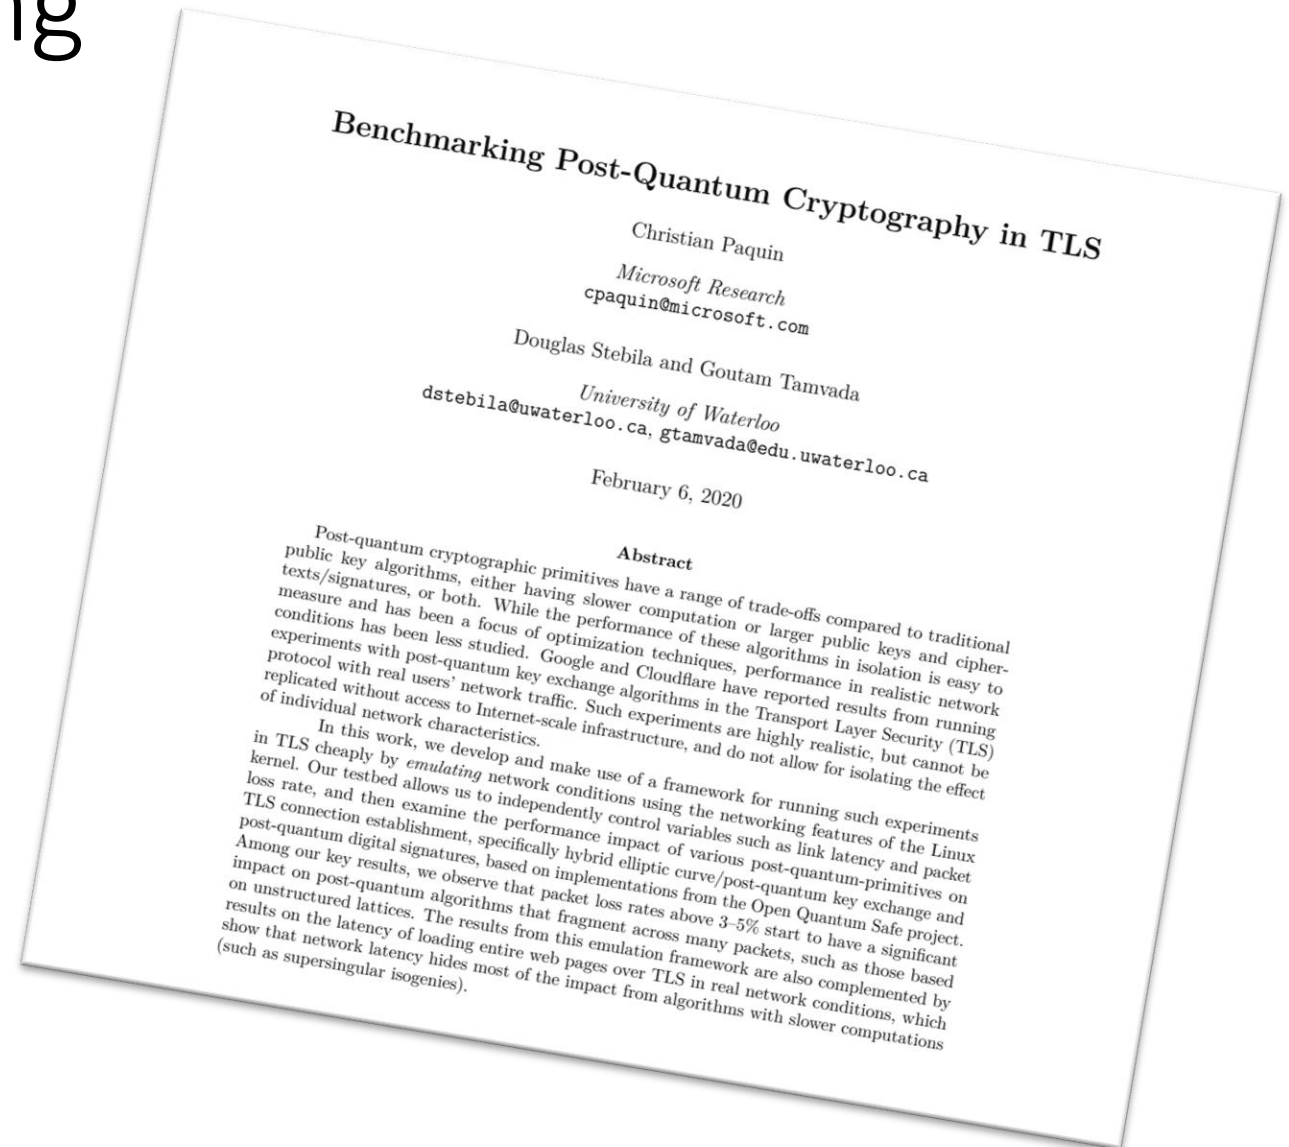 ng
Benchmarking Post-Quantum Cryptography in TLS
Christian Paquin
Microsoft Research
cpaquin@microsoft.com
Douglas Stebila and Goutam Tamvada
University of Waterloo
dstebila@uwaterloo.ca, gtamvada@edu.uwaterloo.ca
February 6, 2020
Abstract
Post-quantum cryptographic primitives have a range of trade-offs compared to traditional
public key algorithms, either having slower computation or larger public keys and cipher-
texts/signatures, or both. While the performance of these algorithms in isolation is easy to
measure and has been a focus of optimization techniques, performance in realistic network
conditions has been less studied. Google and Cloudflare have reported results from running
experiments with post-quantum key exchange algorithms in the Transport Layer Security (TLS)
protocol with real users' network traffic. Such experiments are highly realistic, but cannot be
replicated without access to Internet-scale infrastructure, and do not allow for isolating the effect
of individual network characteristics.
In this work, we develop and make use of a framework for running such experiments
in TLS cheaply by emulating network conditions using the networking features of the Linux
kernel. Our testbed allows us to independently control variables such as link latency and packet
loss rate, and then examine the performance impact of various post-quantum-primitives on
TLS connection establishment, specifically hybrid elliptic curve/post-quantum key exchange and
post-quantum digital signatures, based on implementations from the Open Quantum Safe project.
Among our key results, we observe that packet loss rates above 3–5% start to have a significant
impact on post-quantum algorithms that fragment across many packets, such as those based
on unstructured lattices. The results from this emulation framework are also complemented by
results on the latency of loading entire web pages over TLS in real network conditions, which
show that network latency hides most of the impact from algorithms with slower computations
(such as supersingular isogenies).